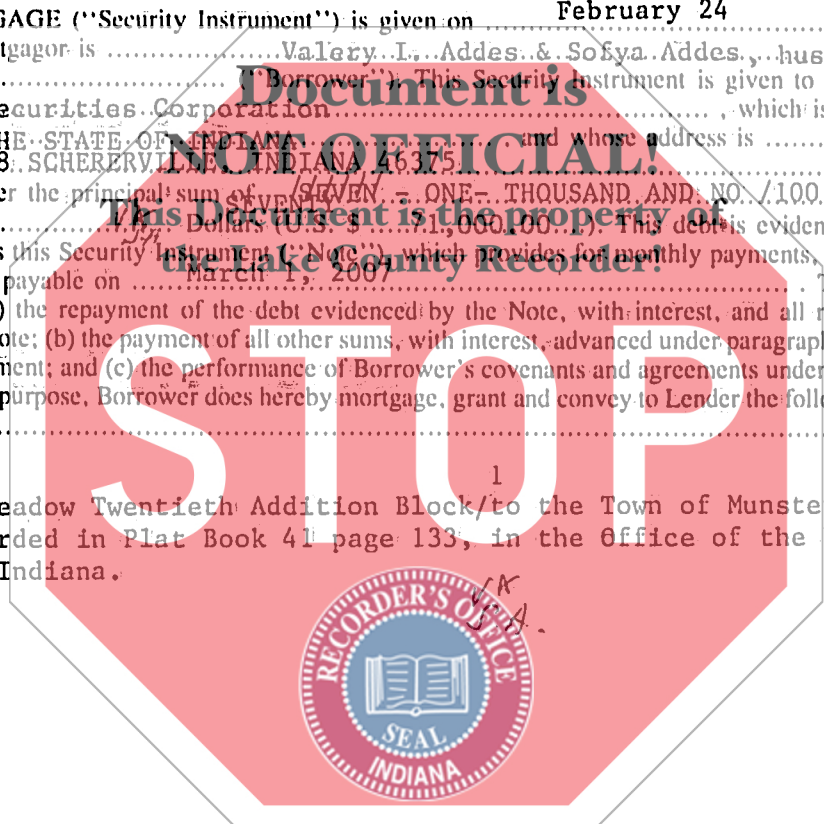 GAGE ("Security Instrument") is given on February 24
tgagor is Valery I. Addes & Sofya Addes, hus
("Borrower"). This Security Instrument is given to
ecurities Corporation , which is
HE STATE OF INDIANA and whose address is
8 SCHERERVILLE, INDIANA 46375
er the principal sum of SEVENTY - ONE- THOUSAND AND NO /100
Dollars (U.S. $ 71,000.00 ). This debt is eviden
s this Security Instrument ("Note"), which provides for monthly payments,
payable on March 1, 2007
) the repayment of the debt evidenced by the Note, with interest, and all r
ote; (b) the payment of all other sums, with interest, advanced under paragrap
ment; and (c) the performance of Borrower's covenants and agreements under
purpose, Borrower does hereby mortgage, grant and convey to Lender the foll
1
eadow Twentieth Addition Block/to the Town of Munste
rded in Plat Book 41 page 133, in the Office of the
Indiana.
Document is
NOT OFFICIAL!
This Document is the property of
the Lake County Recorder!
STOP
RECORDER'S OFFICE
SEAL
INDIANA